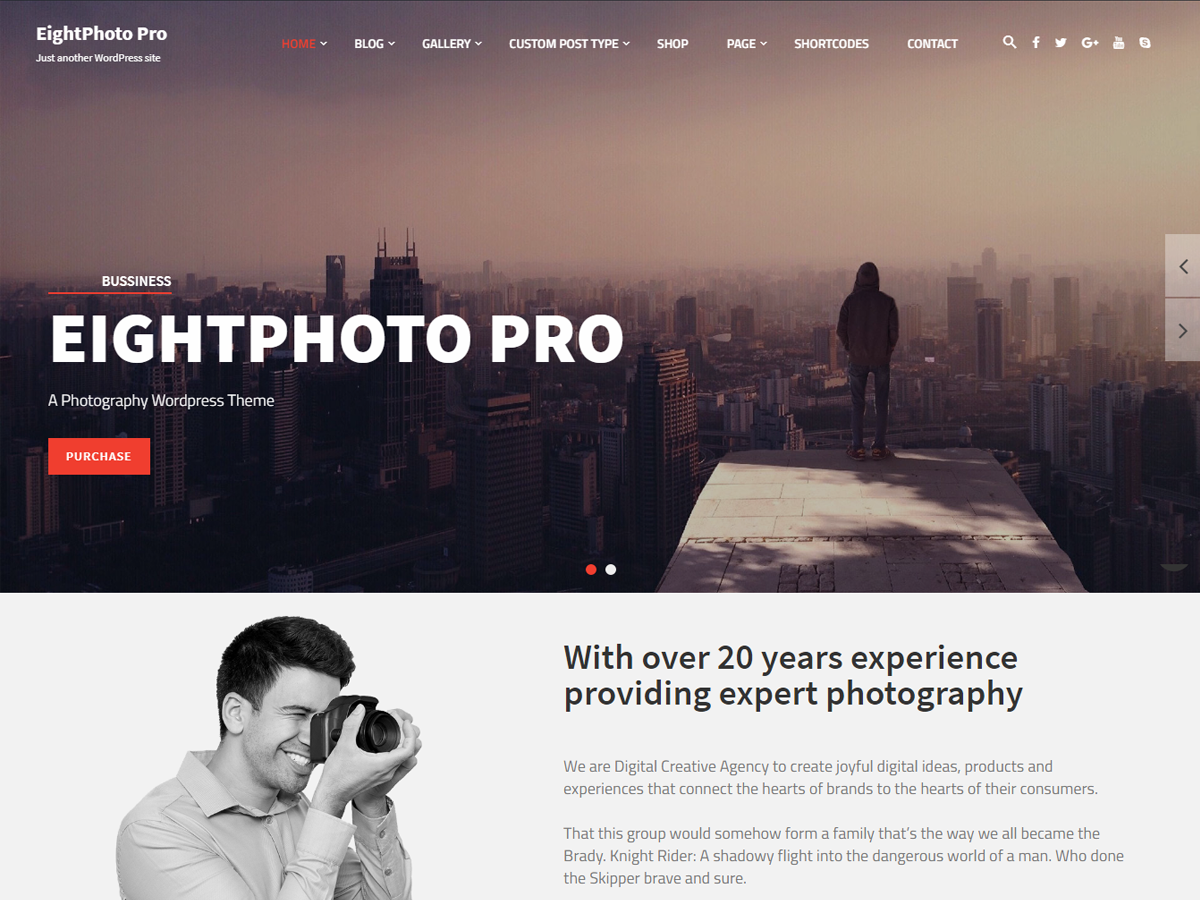 EightPhoto Pro
Just another WordPress site
HOME BLOG GALLERY CUSTOM POST TYPE SHOP PAGE SHORTCODES CONTACT
BUSSINESS
EIGHTPHOTO PRO
A Photography Wordpress Theme
PURCHASE
With over 20 years experience
providing expert photography
We are Digital Creative Agency to create joyful digital ideas, products and
experiences that connect the hearts of brands to the hearts of their consumers.
That this group would somehow form a family that's the way we all became the
Brady. Knight Rider: A shadowy flight into the dangerous world of a man. Who done
the Skipper brave and sure.